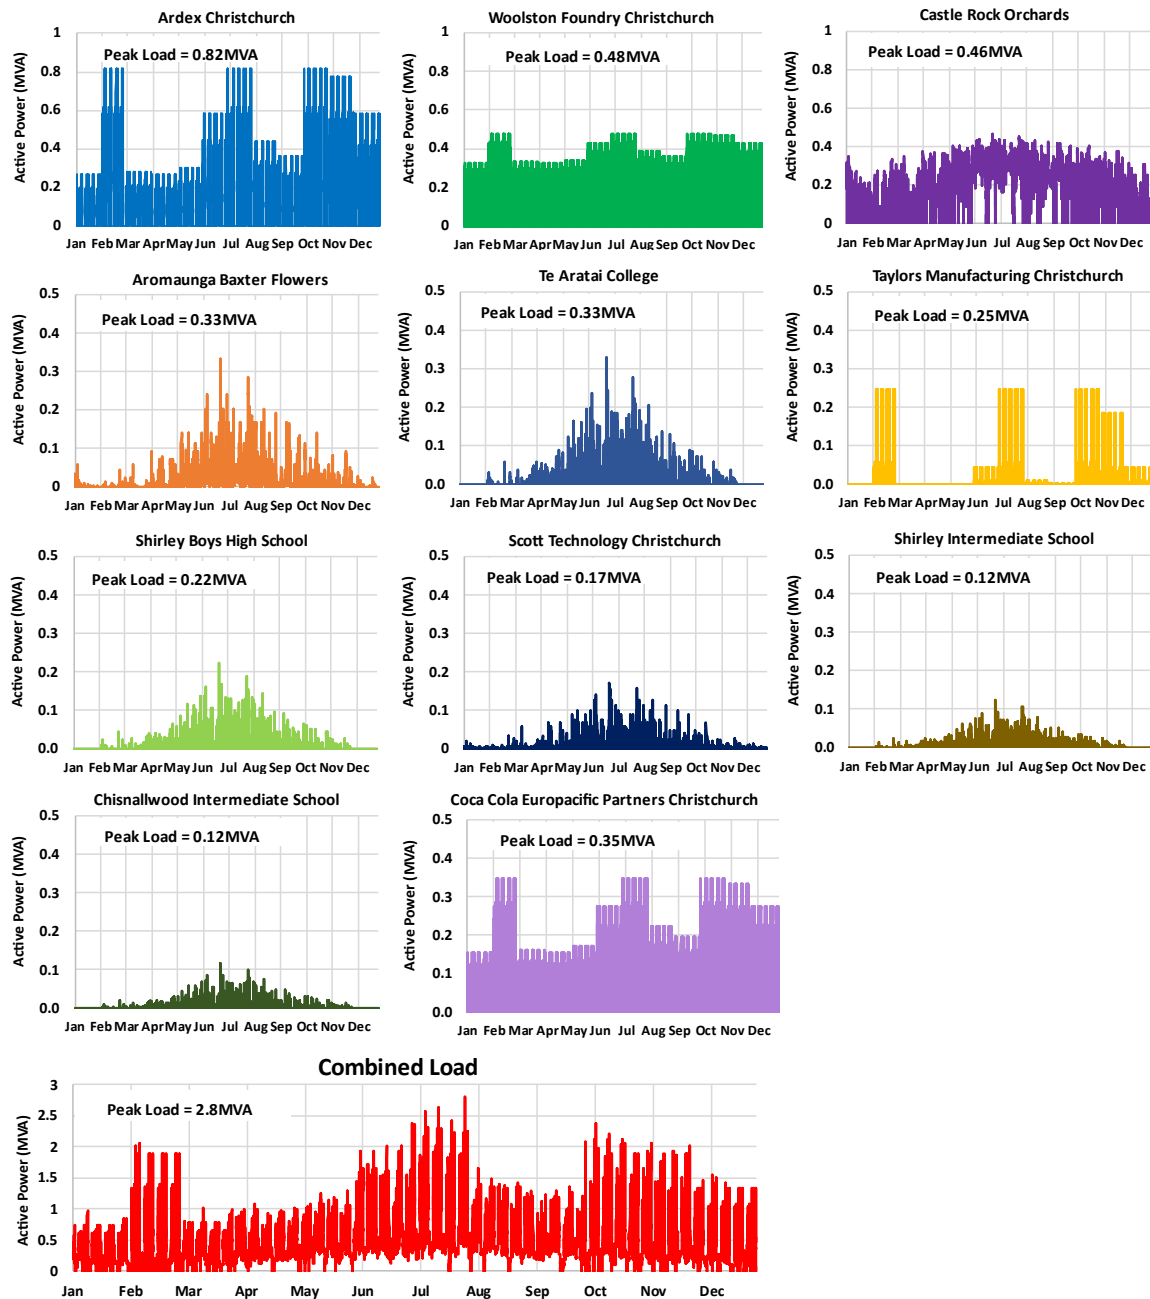 Ardex Christchurch
Peak Load = 0.82MVA
Active Power (MVA)
1
0.8
0.6
0.4
0.2
0
Jan Feb Mar Apr May Jun Jul Aug Sep Oct Nov Dec
Woolston Foundry Christchurch
Peak Load = 0.48MVA
Active Power (MVA)
1
0.8
0.6
0.4
0.2
0
Jan Feb Mar Apr May Jun Jul Aug Sep Oct Nov Dec
Castle Rock Orchards
Peak Load = 0.46MVA
Active Power (MVA)
1
0.8
0.6
0.4
0.2
0
Jan Feb Mar Apr May Jun Jul Aug Sep Oct Nov Dec
Aromaunga Baxter Flowers
Peak Load = 0.33MVA
Active Power (MVA)
0.5
0.4
0.3
0.2
0.1
0
Jan Feb Mar Apr May Jun Jul Aug Sep Oct Nov Dec
Te Aratai College
Peak Load = 0.33MVA
Active Power (MVA)
0.5
0.4
0.3
0.2
0.1
0.0
Jan Feb Mar Apr May Jun Jul Aug Sep Oct Nov Dec
Taylors Manufacturing Christchurch
Peak Load = 0.25MVA
Active Power (MVA)
0.5
0.4
0.3
0.2
0.1
0.0
Jan Feb Mar Apr May Jun Jul Aug Sep Oct Nov Dec
Shirley Boys High School
Peak Load = 0.22MVA
Active Power (MVA)
0.5
0.4
0.3
0.2
0.1
0.0
Jan Feb Mar Apr May Jun Jul Aug Sep Oct Nov Dec
Scott Technology Christchurch
Peak Load = 0.17MVA
Active Power (MVA)
0.5
0.4
0.3
0.2
0.1
0
Jan Feb Mar Apr May Jun Jul Aug Sep Oct Nov Dec
Shirley Intermediate School
Peak Load = 0.12MVA
Active Power (MVA)
0.5
0.4
0.3
0.2
0.1
0.0
Jan Feb Mar Apr May Jun Jul Aug Sep Oct Nov Dec
Chisnallwood Intermediate School
Peak Load = 0.12MVA
Active Power (MVA)
0.5
0.4
0.3
0.2
0.1
0.0
Jan Feb Mar Apr May Jun Jul Aug Sep Oct Nov Dec
Coca Cola Europacific Partners Christchurch
Peak Load = 0.35MVA
Active Power (MVA)
0.5
0.4
0.3
0.2
0.1
0.0
Jan Feb Mar Apr May Jun Jul Aug Sep Oct Nov Dec
Combined Load
Peak Load = 2.8MVA
Active Power (MVA)
3
2.5
2
1.5
1
0.5
0
Jan Feb Mar Apr May Jun Jul Aug Sep Oct Nov Dec